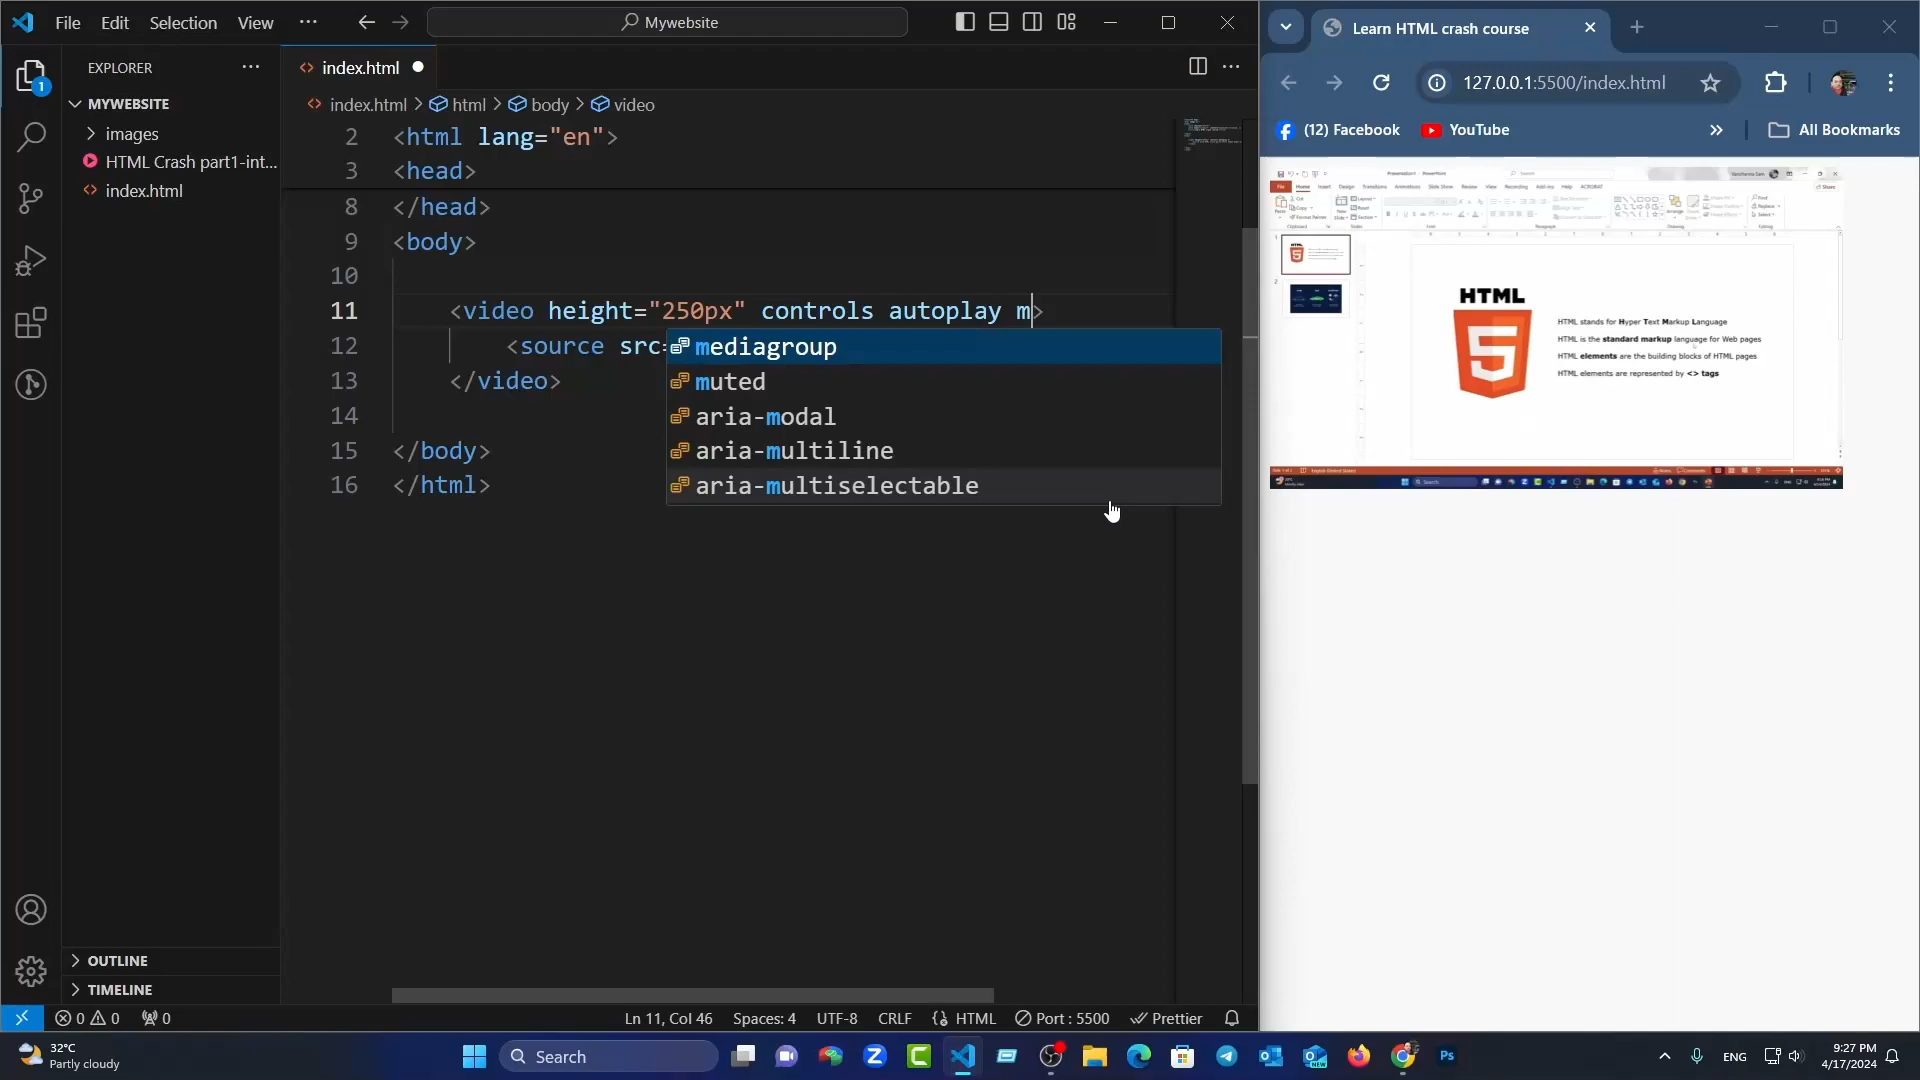 File Edit Selection View ··· Mywebsite
EXPLORER ···
MYWEBSITE
images
HTML Crash part1-int...
index.html
OUTLINE
TIMELINE
index.html
index.html > html > body > video
2 <html lang="en">
3 <head>
8 </head>
9 <body>
10
11 <video height="250px" controls autoplay m>
12 <source src=
13 </video>
14
15 </body>
16 </html>
mediagroup
muted
aria-modal
aria-multiline
aria-multiselectable
1
0 0 0
Ln 11, Col 46 Spaces: 4 UTF-8 CRLF HTML Port : 5500 Prettier
Learn HTML crash course
127.0.0.1:5500/index.html
(12) Facebook YouTube » All Bookmarks
HTML
5
HTML stands for Hyper Text Markup Language
HTML is the standard markup language for Web pages
HTML elements are the building blocks of HTML pages
HTML elements are represented by <> tags
32°C
Partly cloudy
Search
ENG
9:27 PM
4/17/2024